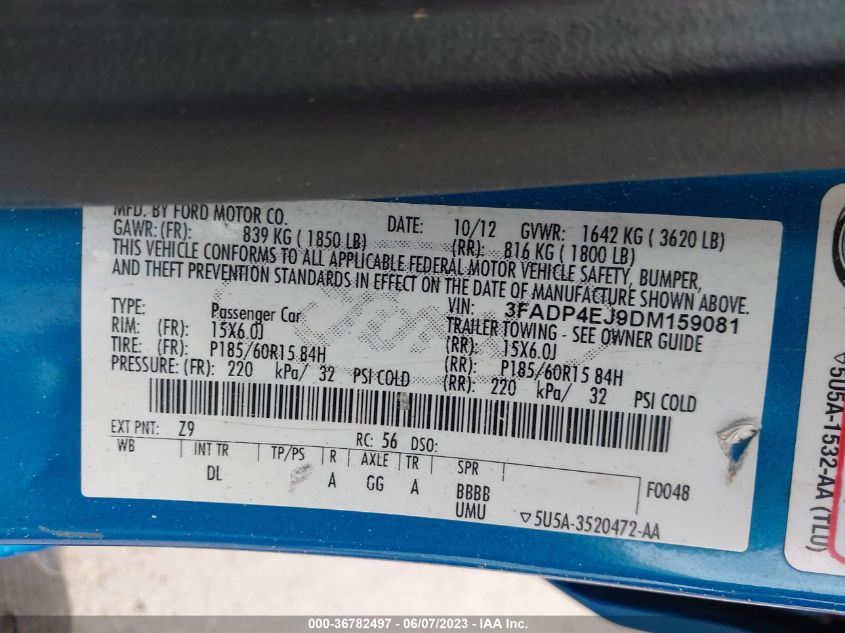 MFD. BY FORD MOTOR CO.
DATE: 10/12 GVWR: 1642 KG ( 3620 LB)
GAWR: (FR): 839 KG ( 1850 LB) (RR): 816 KG ( 1800 LB)
THIS VEHICLE CONFORMS TO ALL APPLICABLE FEDERAL MOTOR VEHICLE SAFETY, BUMPER,
AND THEFT PREVENTION STANDARDS IN EFFECT ON THE DATE OF MANUFACTURE SHOWN ABOVE.
VIN: 3FADP4EJ9DM159081
TYPE: Passenger Car TRAILER TOWING - SEE OWNER GUIDE
RIM: (FR): 15X6.0J (RR): 15X6.0J
TIRE: (FR): P185/60R15 84H (RR): P185/60R15 84H
PRESSURE: (FR): 220 kPa/ 32 PSI COLD (RR): 220 kPa/ 32 PSI COLD
EXT PNT: Z9 RC: 56 DSO:
WB INT TR TP/PS R AXLE TR SPR
DL A GG A BBBB F0048
UMU ▽5U5A-3520472-AA
▽5U5A-1532-AA (TLU)
000-36782497 - 06/07/2023 - IAA Inc.